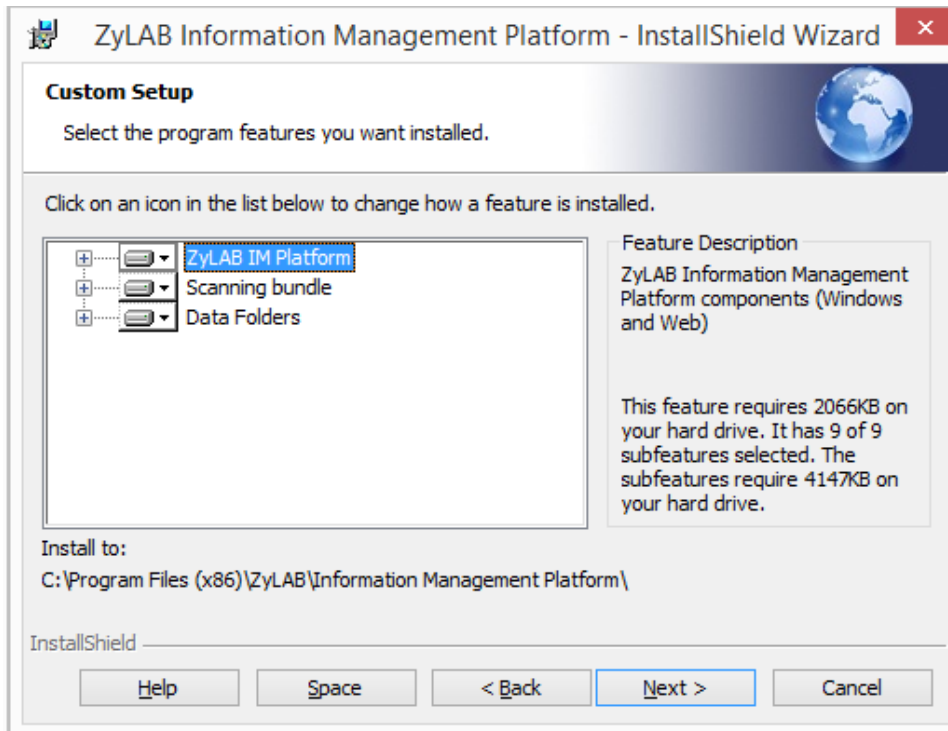 ZyLAB Information Management Platform - InstallShield Wizard
Custom Setup
Select the program features you want installed.
Click on an icon in the list below to change how a feature is installed.
ZyLAB IM Platform
Scanning bundle
Data Folders
Feature Description
ZyLAB Information Management
Platform components (Windows
and Web)
This feature requires 2066KB on
your hard drive. It has 9 of 9
subfeatures selected. The
subfeatures require 4147KB on
your hard drive.
Install to:
C:\Program Files (x86)\ZyLAB\Information Management Platform\
InstallShield
Help
Space
< Back
Next >
Cancel